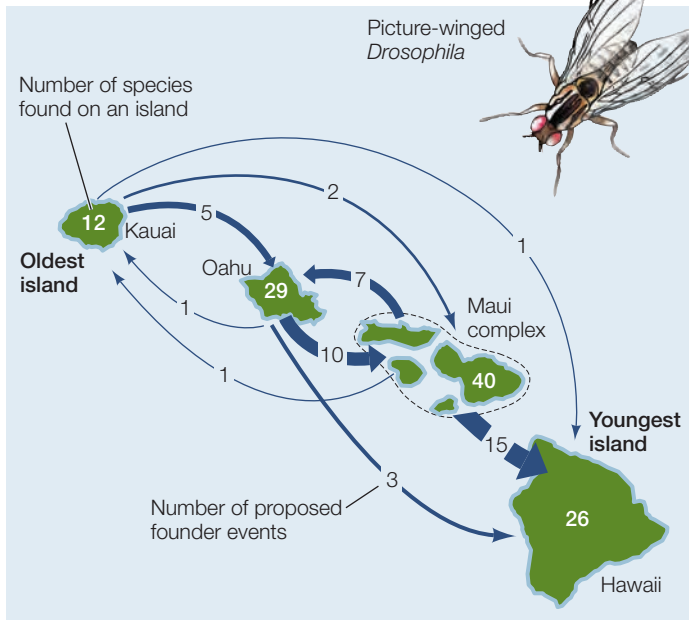 Picture-winged
Drosophila
Number of species
found on an island
12
Kauai
Oldest
island
5
2
1
Oahu
29
7
1
10
1
Maui
complex
40
15
Youngest
island
3
Number of proposed
founder events
26
Hawaii